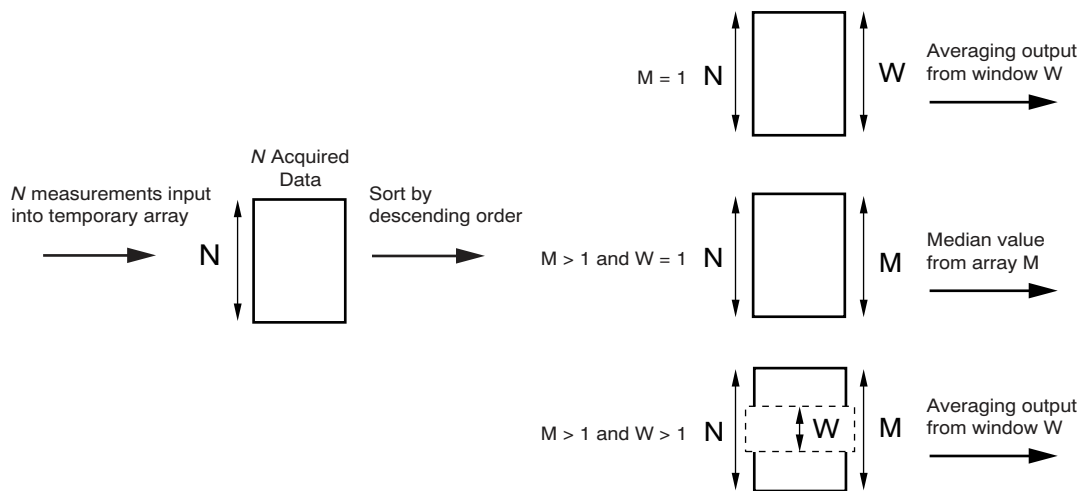 N measurements input
into temporary array
N
N Acquired
Data
Sort by
descending order
M = 1
N
W
Averaging output
from window W
M > 1 and W = 1
N
M
Median value
from array M
M > 1 and W > 1
N
W
M
Averaging output
from window W